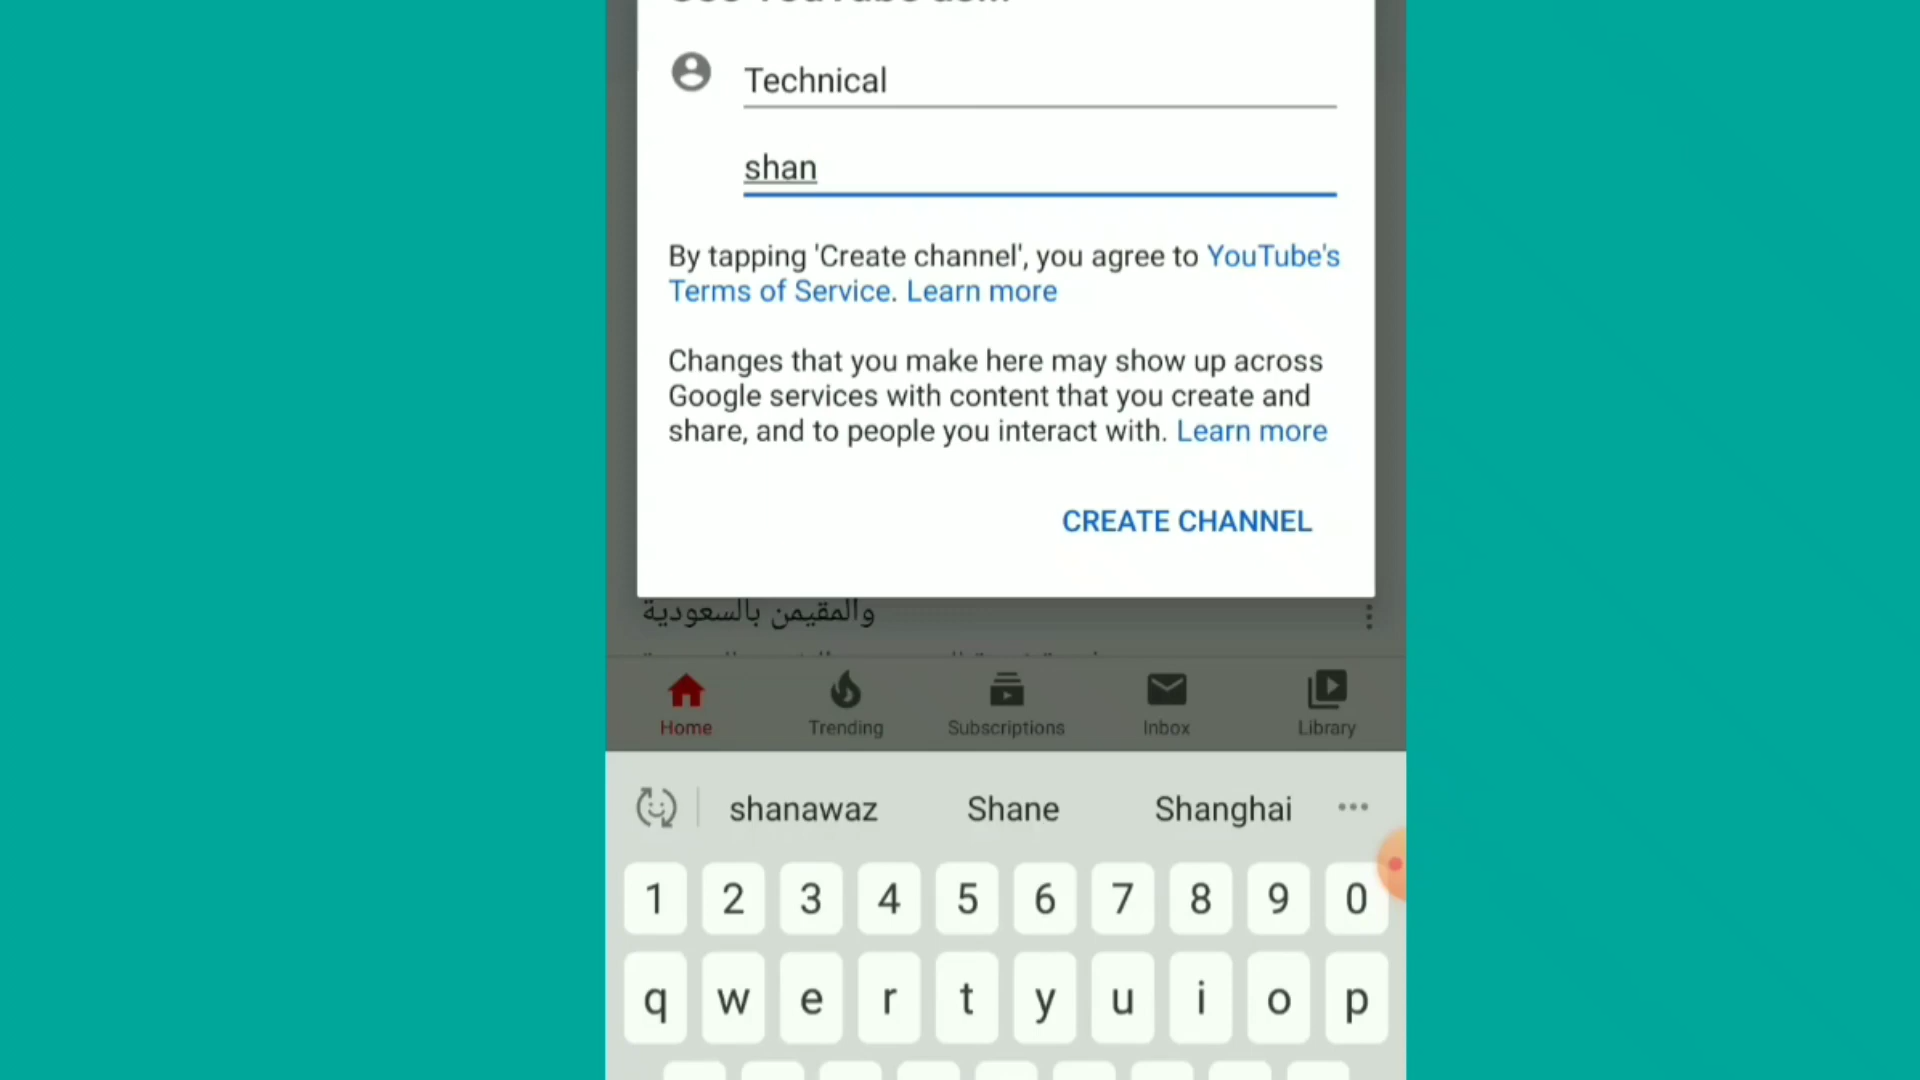 Technical
shan
By tapping 'Create channel', you agree to YouTube's
Terms of Service. Learn more
Changes that you make here may show up across
Google services with content that you create and
share, and to people you interact with. Learn more
CREATE CHANNEL
والمقيمن بالسعودية
Home Trending Subscriptions Inbox Library
shanawaz Shane Shanghai
1 2 3 4 5 6 7 8 9 0
q w e r t y u i o p